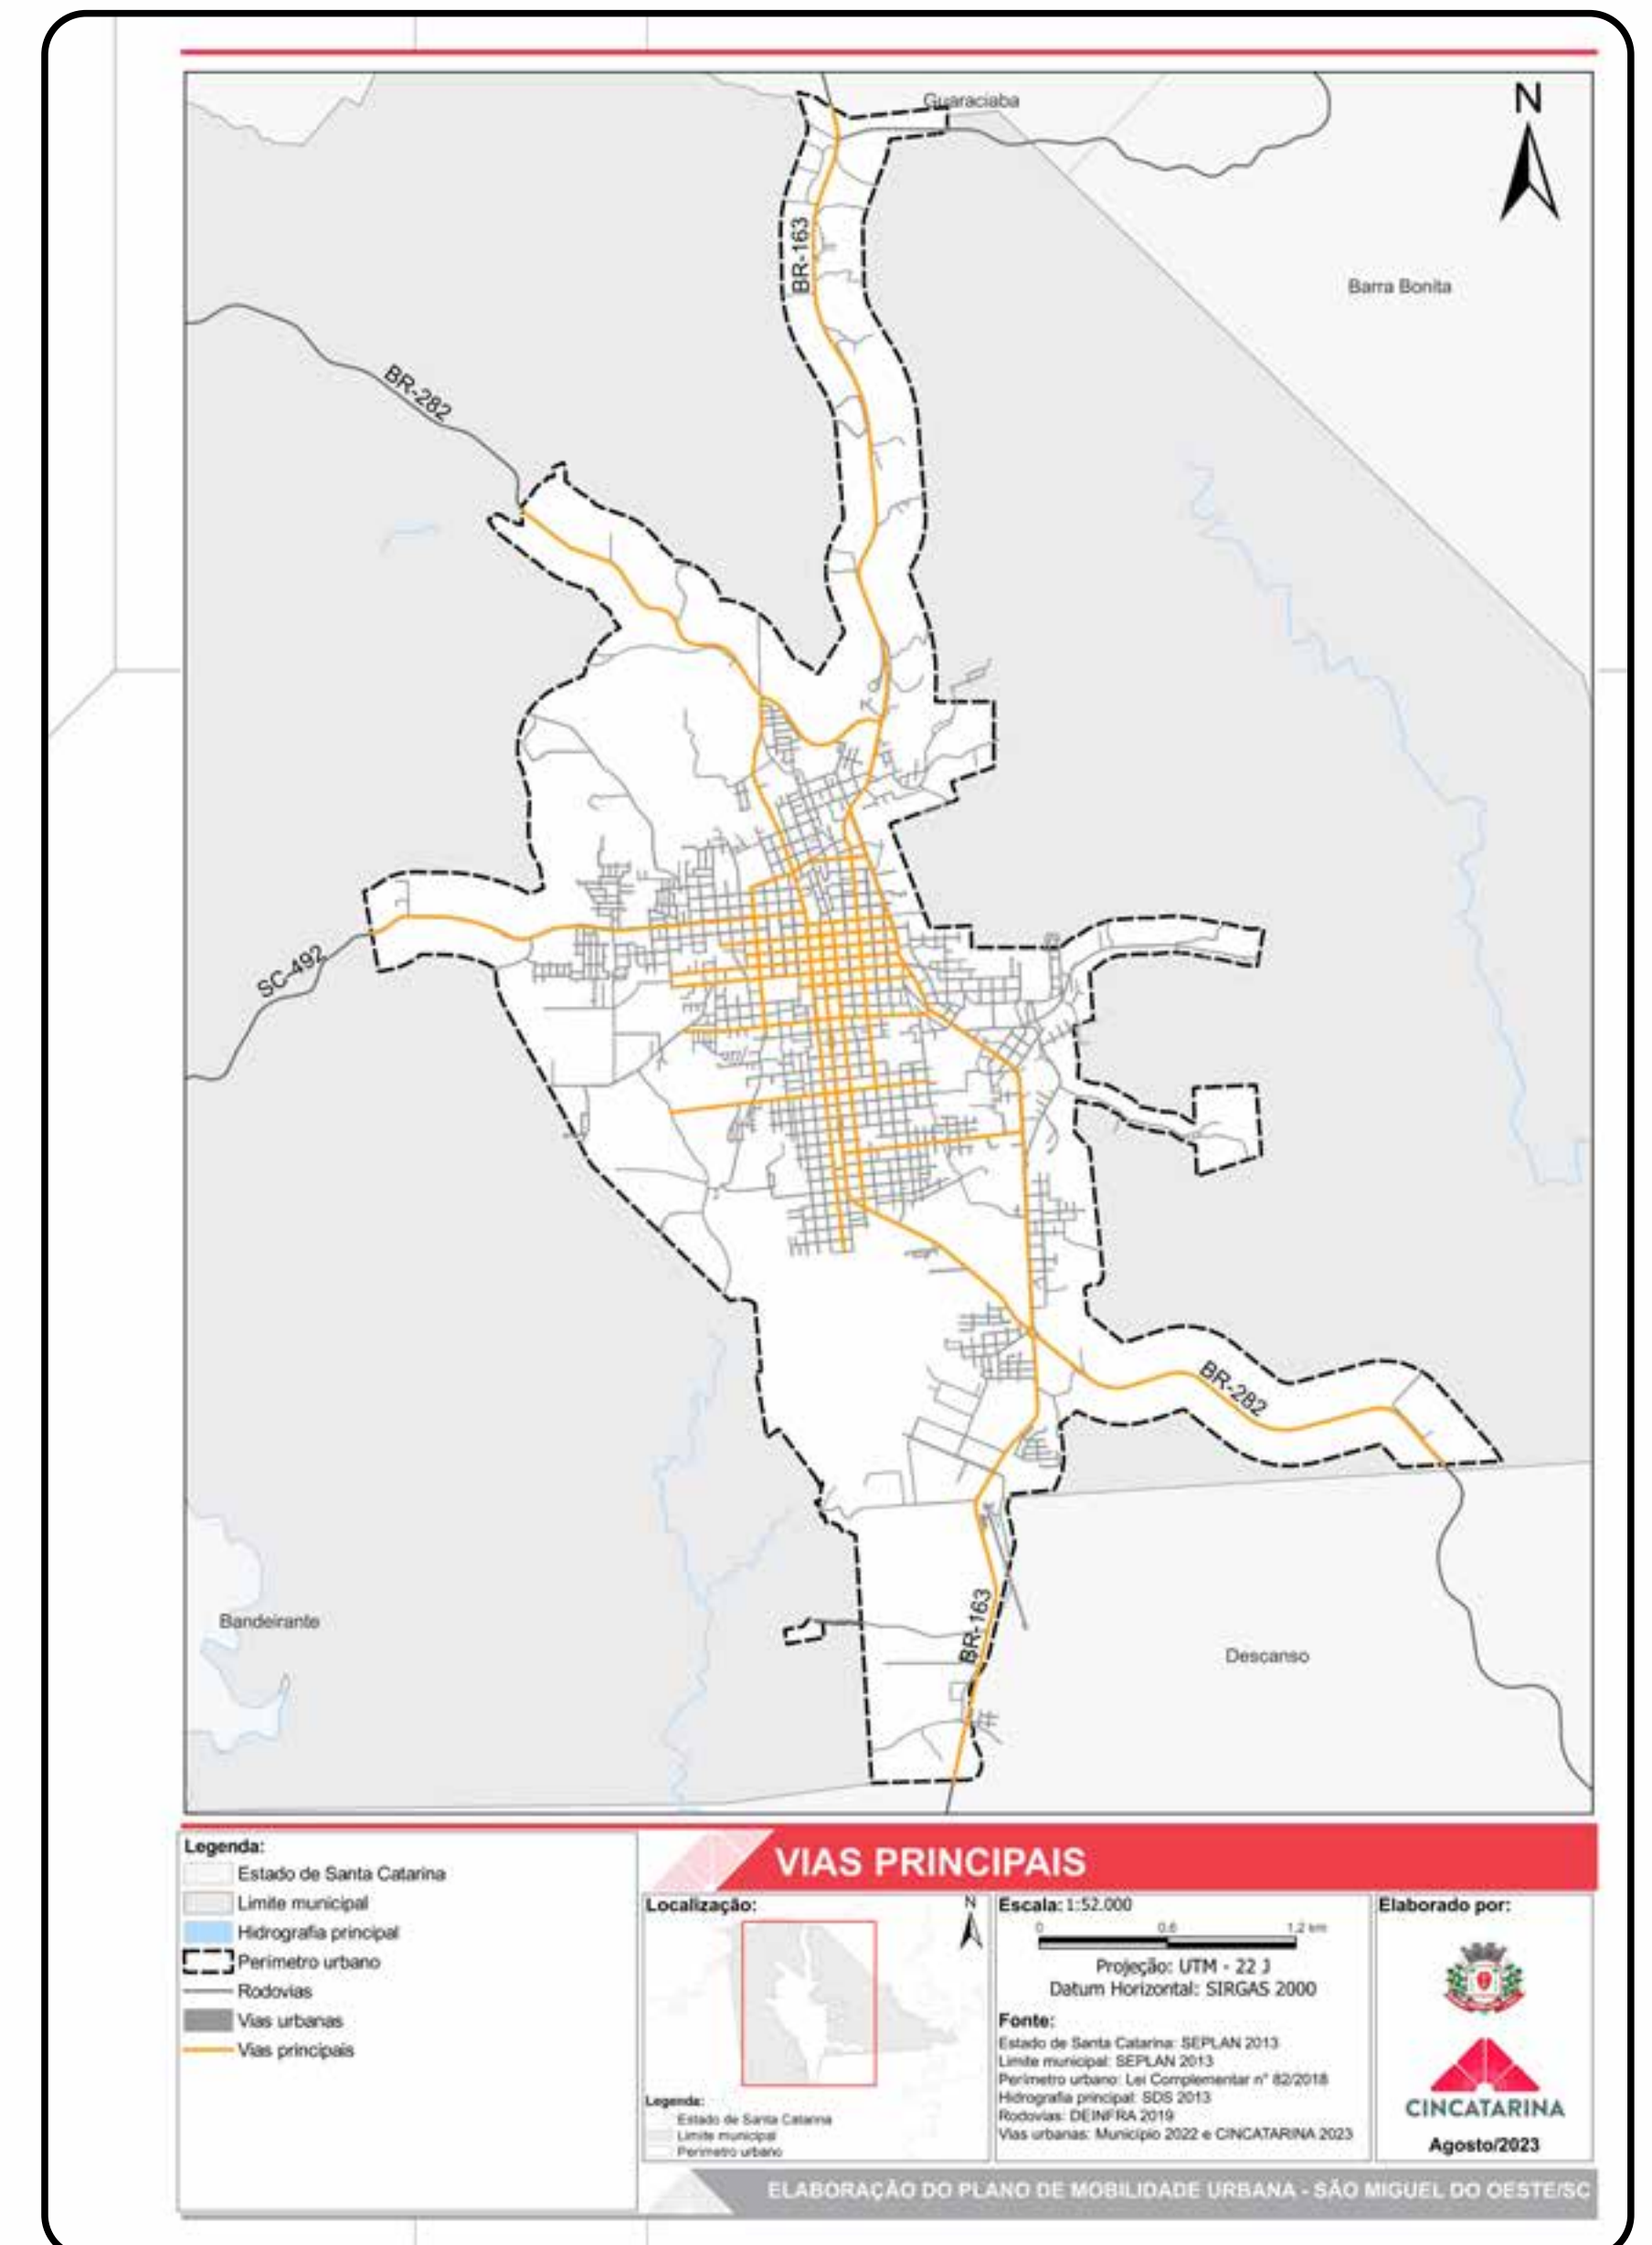 Guaraciaba
N
BR-163
Barra Bonita
BR-282
SC-492
BR-282
BR-163
Bandeirante
Descanso
Legenda:
Estado de Santa Catarina
Limite municipal
Hidrografia principal
Perímetro urbano
Rodovias
Vias urbanas
Vias principais
VIAS PRINCIPAIS
Localização:
N
Legenda:
Estado de Santa Catarina
Limite municipal
Perímetro urbano
Escala: 1:52.000
0 0,6 1,2 km
Projeção: UTM - 22 J
Datum Horizontal: SIRGAS 2000
Fonte:
Estado de Santa Catarina: SEPLAN 2013
Limite municipal: SEPLAN 2013
Perímetro urbano: Lei Complementar n° 82/2018
Hidrografia principal: SDS 2013
Rodovias: DEINFRA 2019
Vias urbanas: Município 2022 e CINCATARINA 2023
Elaborado por:
CINCATARINA
Agosto/2023
ELABORAÇÃO DO PLANO DE MOBILIDADE URBANA - SÃO MIGUEL DO OESTE/SC